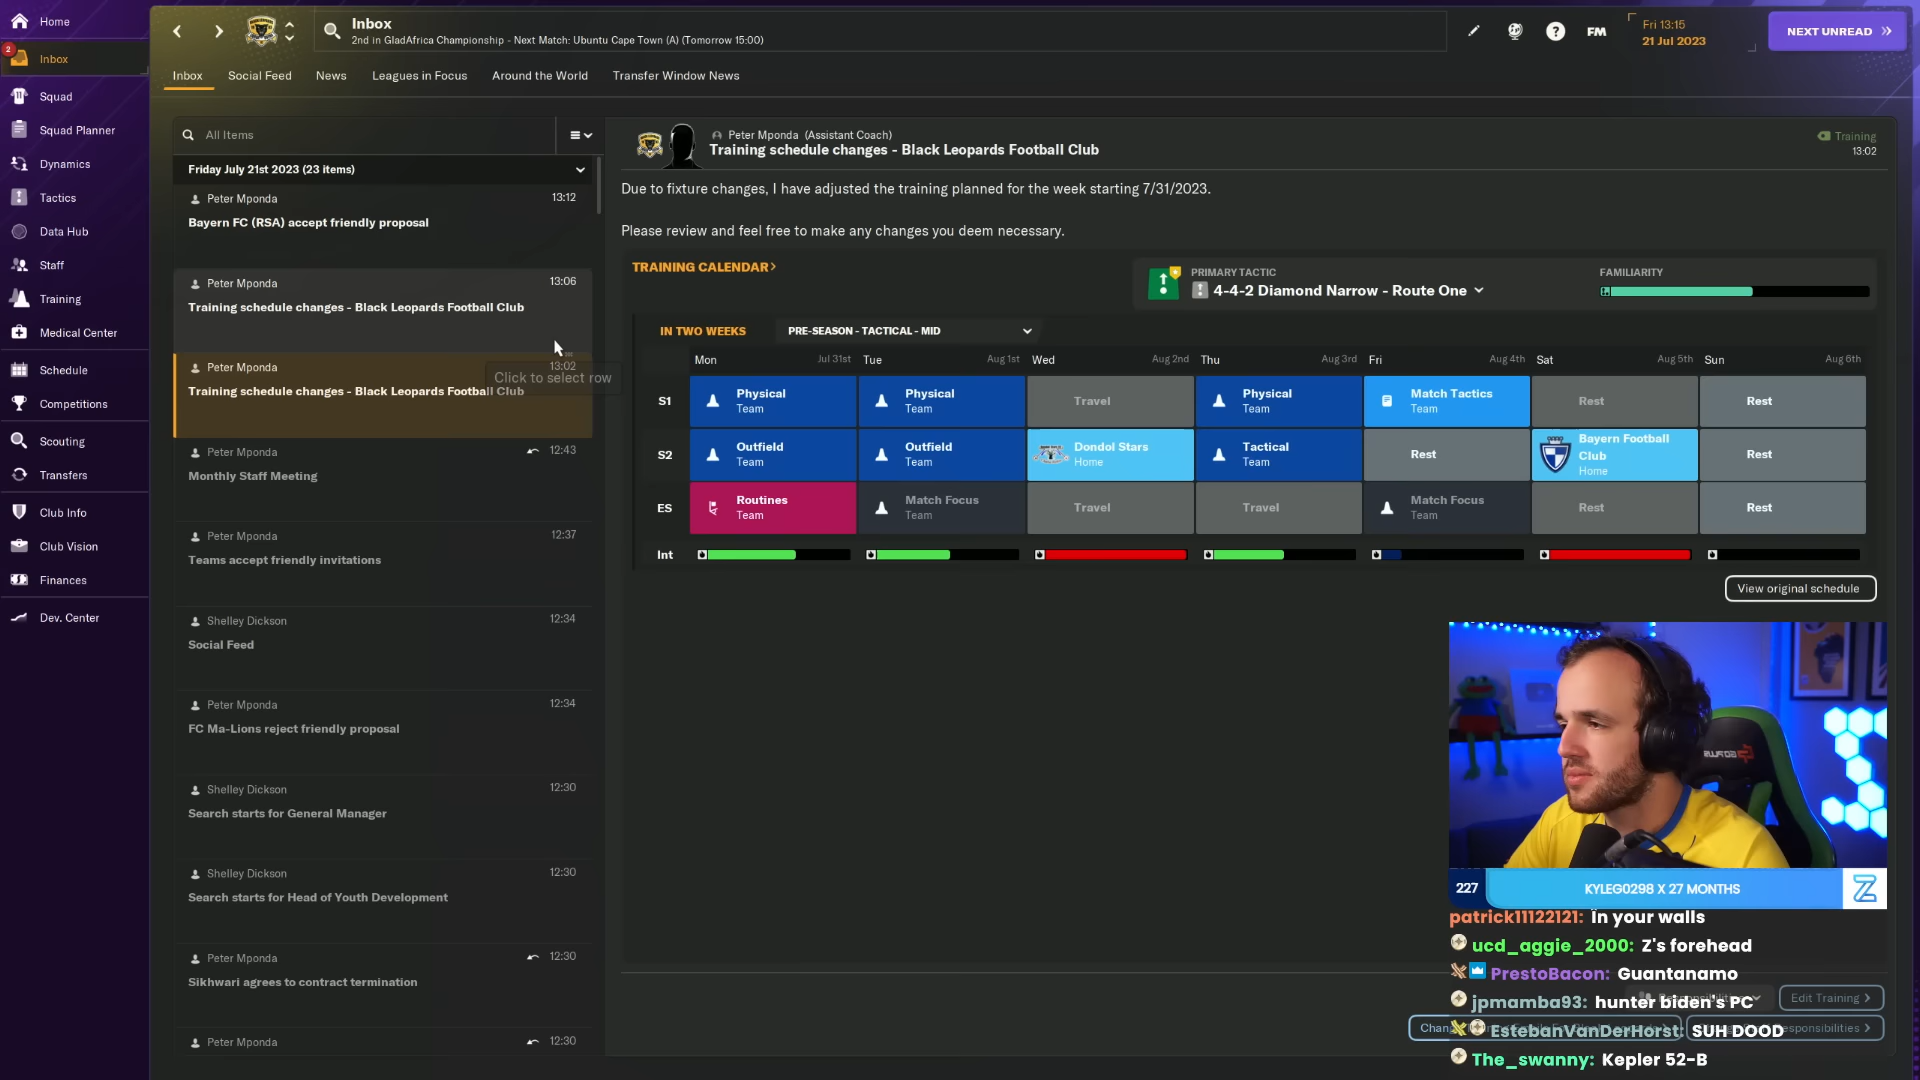 Home
2
Inbox
Squad
Squad Planner
Dynamics
Tactics
Data Hub
Staff
Training
Medical Center
Schedule
Competitions
Scouting
Transfers
Club Info
Club Vision
Finances
Dev. Center
Inbox
2nd in GladAfrica Championship - Next Match: Ubuntu Cape Town (A) (Tomorrow 15:00)
?
FM
Fri 13:15
21 Jul 2023
NEXT UNREAD
Inbox
Social Feed
News
Leagues in Focus
Around the World
Transfer Window News
All Items
Friday July 21st 2023 (23 items)
Peter Mponda 13:12
Bayern FC (RSA) accept friendly proposal
Peter Mponda 13:06
Training schedule changes - Black Leopards Football Club
Peter Mponda 13:02
Click to select row
Training schedule changes - Black Leopards Football Club
Peter Mponda 12:43
Monthly Staff Meeting
Peter Mponda 12:37
Teams accept friendly invitations
Shelley Dickson 12:34
Social Feed
Peter Mponda 12:34
FC Ma-Lions reject friendly proposal
Shelley Dickson 12:30
Search starts for General Manager
Shelley Dickson 12:30
Search starts for Head of Youth Development
Peter Mponda 12:30
Sikhwari agrees to contract termination
Peter Mponda 12:30
Peter Mponda (Assistant Coach)
Training schedule changes - Black Leopards Football Club
Training
13:02
Due to fixture changes, I have adjusted the training planned for the week starting 7/31/2023.
Please review and feel free to make any changes you deem necessary.
TRAINING CALENDAR>
PRIMARY TACTIC
4-4-2 Diamond Narrow - Route One
FAMILIARITY
IN TWO WEEKS
PRE-SEASON - TACTICAL - MID
Mon Jul 31st Tue Aug 1st Wed Aug 2nd Thu Aug 3rd Fri Aug 4th Sat Aug 5th Sun Aug 6th
S1
Physical
Team
Physical
Team
Travel
Physical
Team
Match Tactics
Team
Rest
Rest
S2
Outfield
Team
Outfield
Team
Dondol Stars
Home
Tactical
Team
Rest
Bayern Football
Club
Home
Rest
ES
Routines
Team
Match Focus
Team
Travel
Travel
Match Focus
Team
Rest
Rest
Int
View original schedule
227
KYLEG0298 X 27 MONTHS
Z
patrick11122121: In your walls
ucd_aggie_2000: Z's forehead
PrestoBacon: Guantanamo
jpmamba93: hunter biden's PC
EstebanVanDerHorst: SUH DOOD
The_swanny: Kepler 52-B
Edit Training
Responsibilities